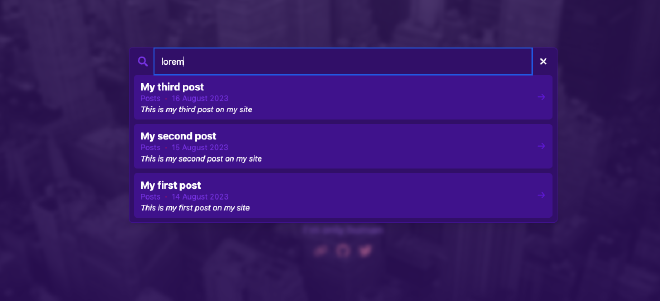 lorem
My third post
Posts · 16 August 2023
This is my third post on my site
My second post
Posts · 15 August 2023
This is my second post on my site
My first post
Posts · 14 August 2023
This is my first post on my site